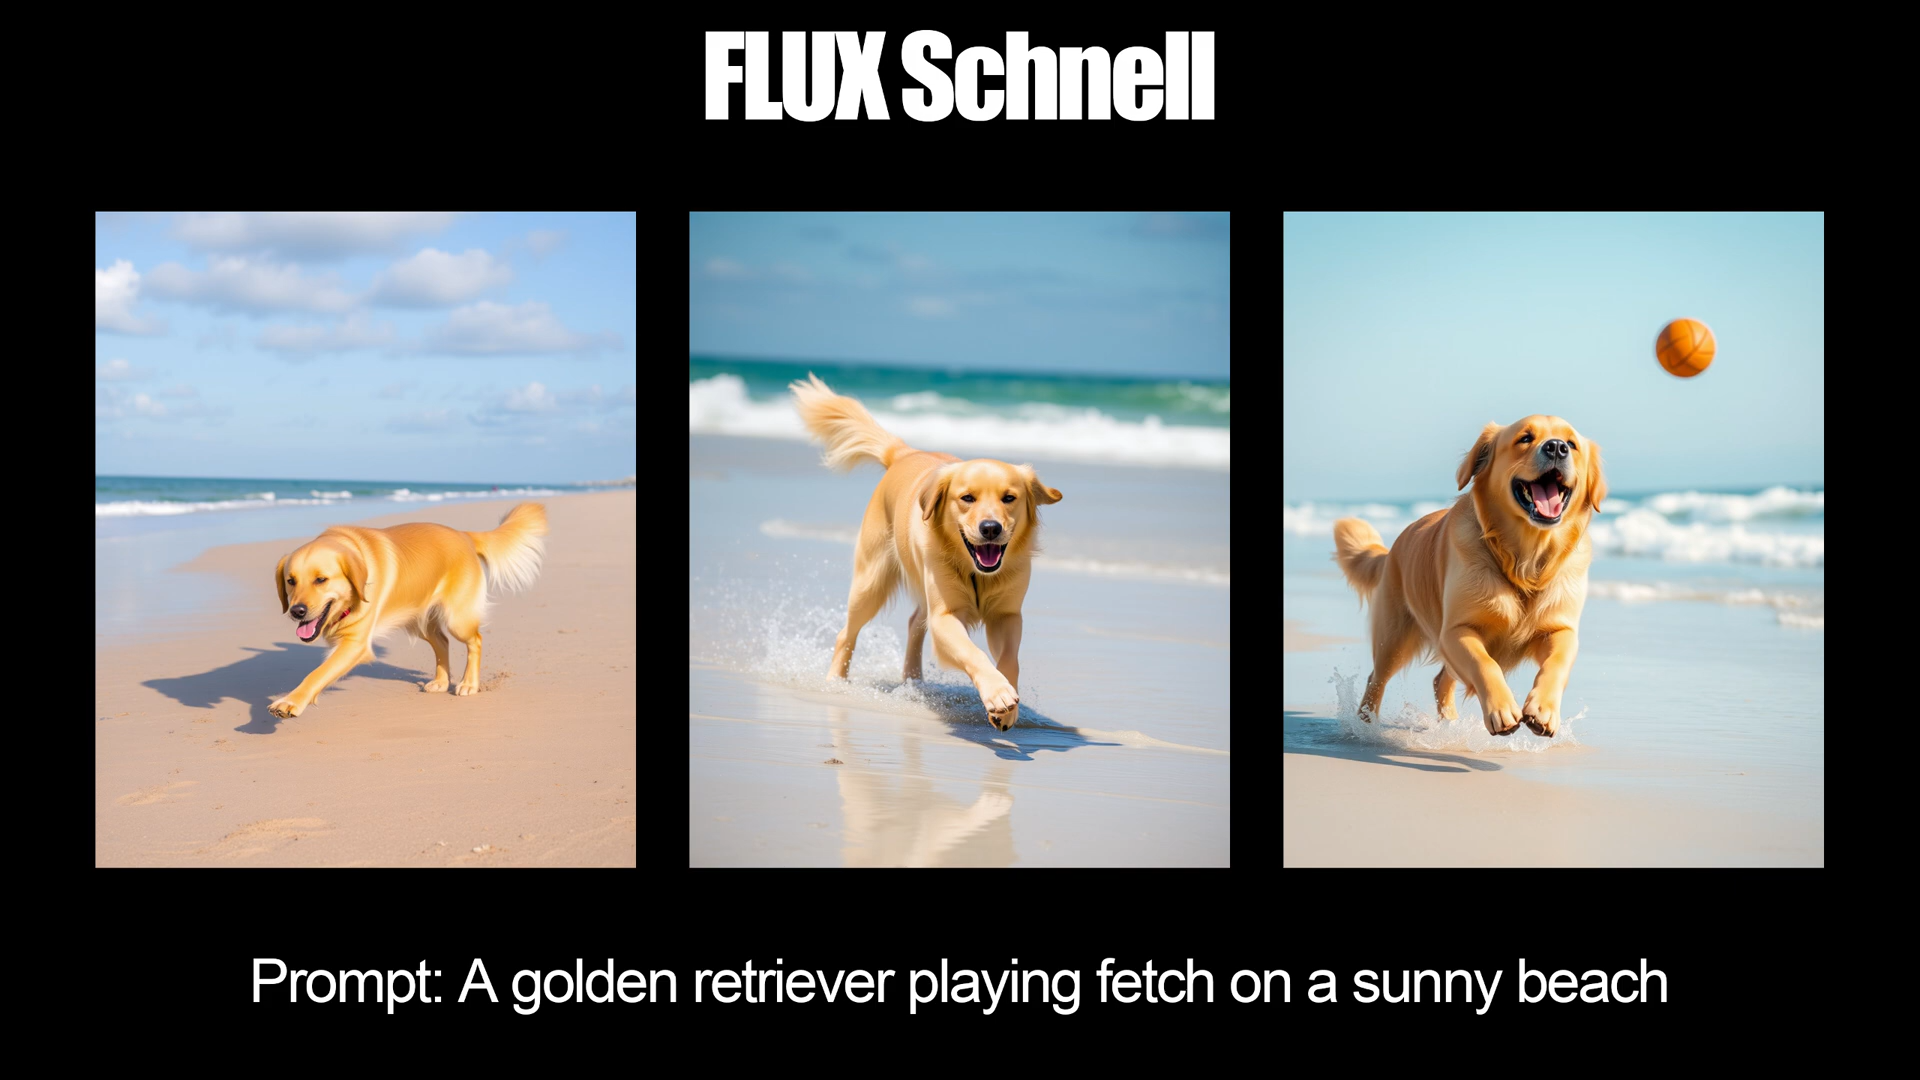 FLUX Schnell
Prompt: A golden retriever playing fetch on a sunny beach